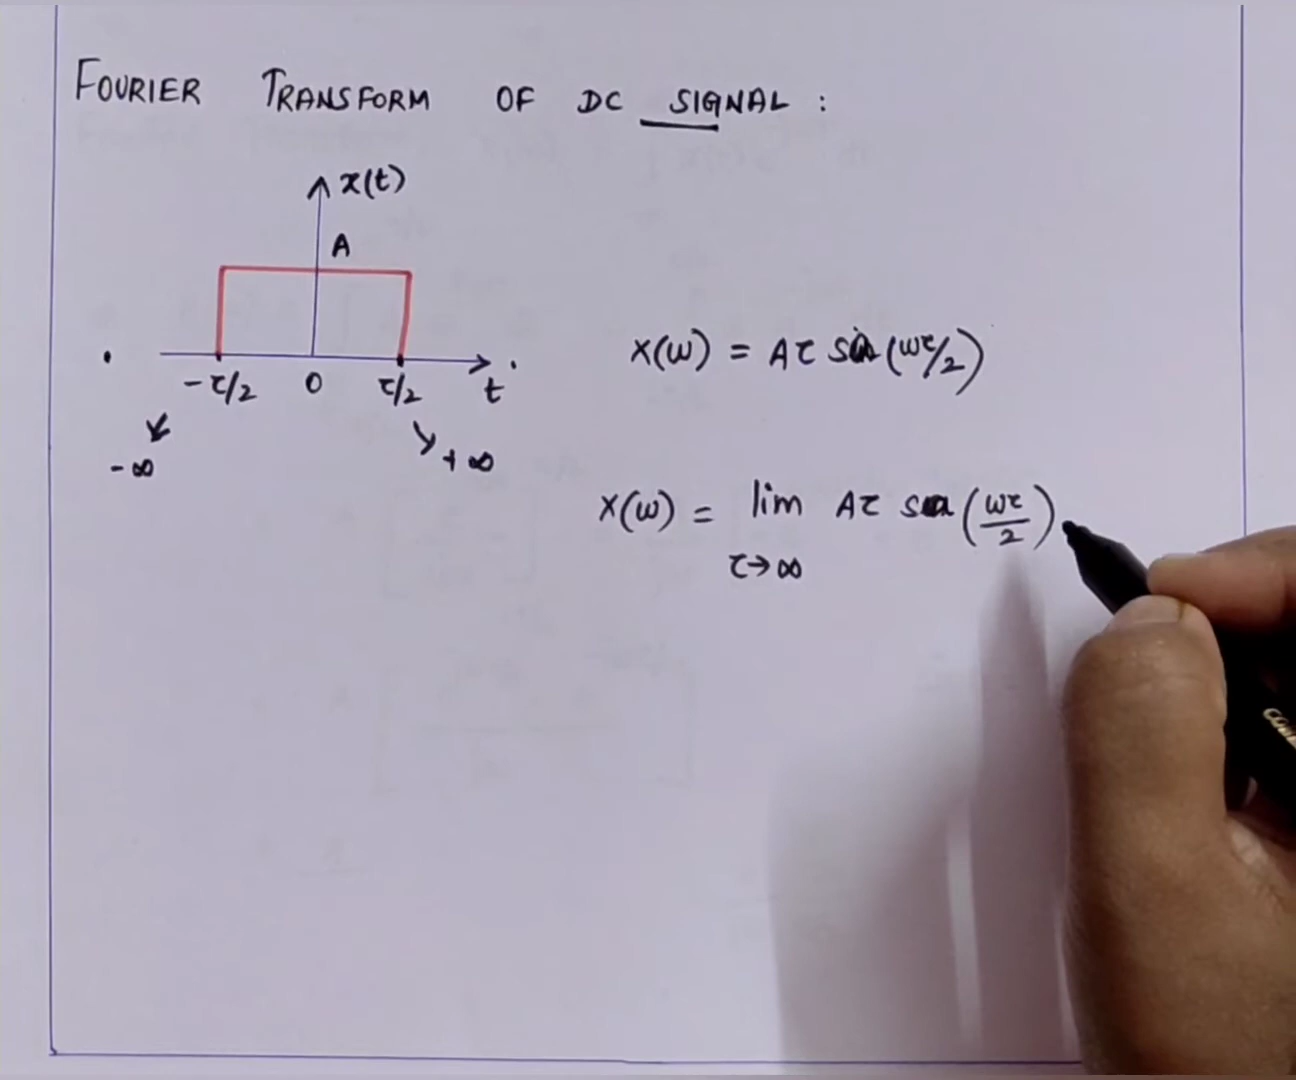 FOURIER TRANSFORM OF DC SIGNAL :
x(t)
A
-τ/2 0 τ/2 t
-∞ +∞
X(ω) = Aτ Sa(ωτ/2)
X(ω) = lim Aτ Sa(ωτ/2)
τ→∞